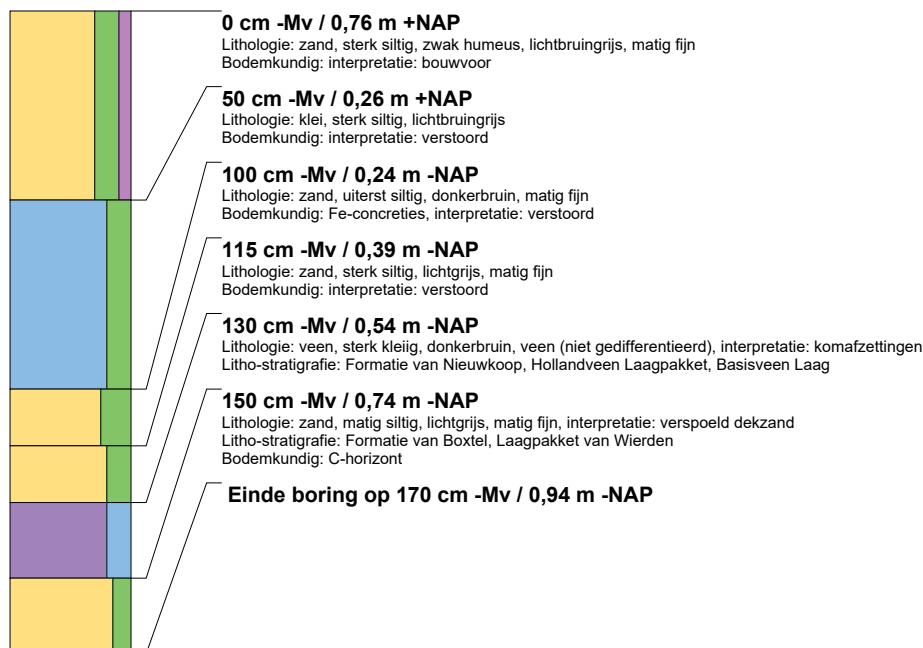 0 cm -Mv / 0,76 m +NAP
Lithologie: zand, sterk siltig, zwak humeus, lichtbruingrijs, matig fijn
Bodemkundig: interpretatie: bouwvoor
50 cm -Mv / 0,26 m +NAP
Lithologie: klei, sterk siltig, lichtbruingrijs
Bodemkundig: interpretatie: verstoord
100 cm -Mv / 0,24 m -NAP
Lithologie: zand, uiterst siltig, donkerbruin, matig fijn
Bodemkundig: Fe-concreties, interpretatie: verstoord
115 cm -Mv / 0,39 m -NAP
Lithologie: zand, sterk siltig, lichtgrijs, matig fijn
Bodemkundig: interpretatie: verstoord
130 cm -Mv / 0,54 m -NAP
Lithologie: veen, sterk kleiig, donkerbruin, veen (niet gedifferentieerd), interpretatie: komafzettingen
Litho-stratigrafie: Formatie van Nieuwkoop, Hollandveen Laagpakket, Basisveen Laag
150 cm -Mv / 0,74 m -NAP
Lithologie: zand, matig siltig, lichtgrijs, matig fijn, interpretatie: verspoeld dekzand
Litho-stratigrafie: Formatie van Boxtel, Laagpakket van Wierden
Bodemkundig: C-horizont
Einde boring op 170 cm -Mv / 0,94 m -NAP